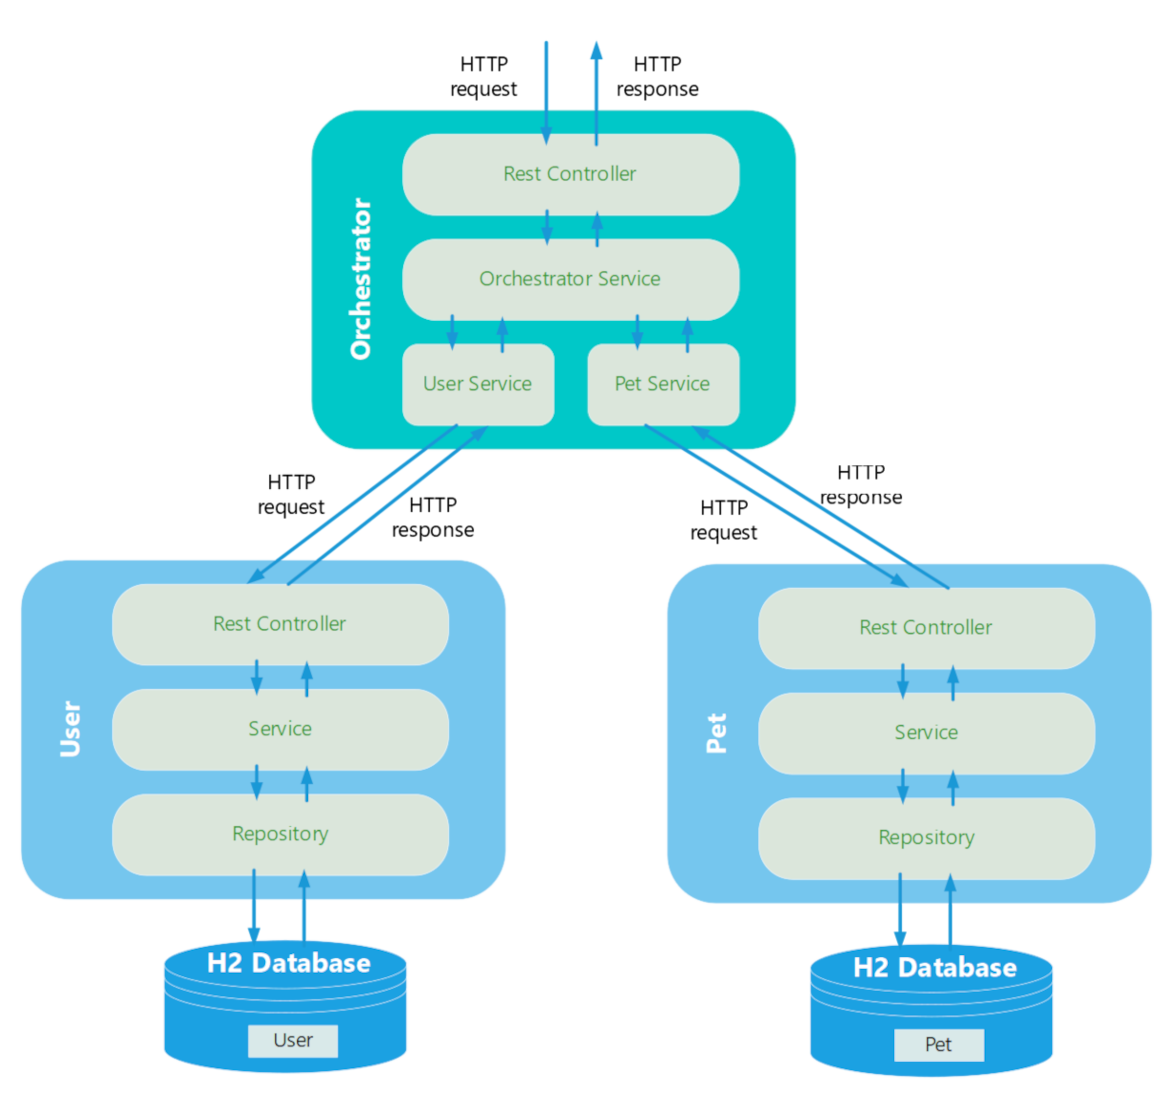 HTTP
request
HTTP
response
Orchestrator
Rest Controller
Orchestrator Service
User Service
Pet Service
HTTP
request
HTTP
response
HTTP
request
HTTP
response
User
Rest Controller
Service
Repository
H2 Database
User
Pet
Rest Controller
Service
Repository
H2 Database
Pet